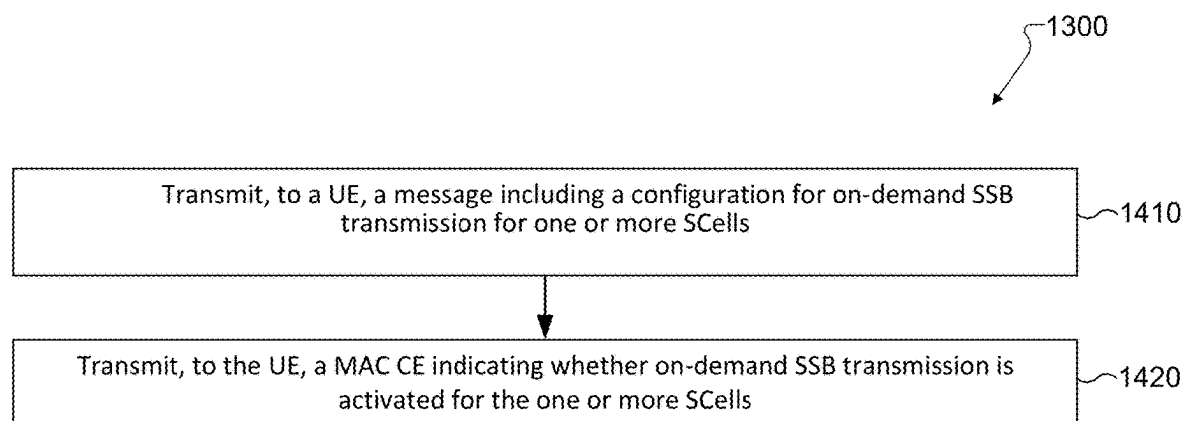 1300
Transmit, to a UE, a message including a configuration for on-demand SSB
transmission for one or more SCells
1410
Transmit, to the UE, a MAC CE indicating whether on-demand SSB transmission is
activated for the one or more SCells
1420